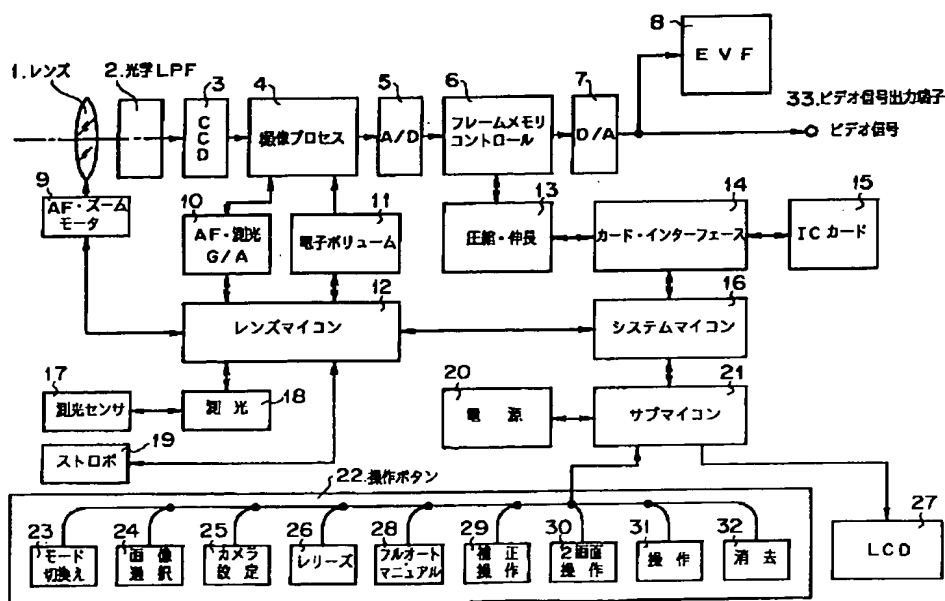 8
EVF
1.レンズ
2.光学LPF
3
CCD
4
撮像プロセス
5
A/D
6
フレームメモリ
コントロール
7
D/A
33.ビデオ信号出力端子
ビデオ信号
9
AF・ズーム
モータ
10
AF・測光
G/A
11
電子ボリューム
13
圧縮・伸長
14
カード・インターフェース
15
ICカード
12
レンズマイコン
16
システムマイコン
17
測光センサ
18
測光
20
電源
21
サブマイコン
19
ストロボ
22.操作ボタン
23
モード
切換え
24
画像
選択
25
カメラ
設定
26
レリーズ
28
フルオート・
マニュアル
29
補正
操作
30
2画面
操作
31
操作
32
消去
27
LCD